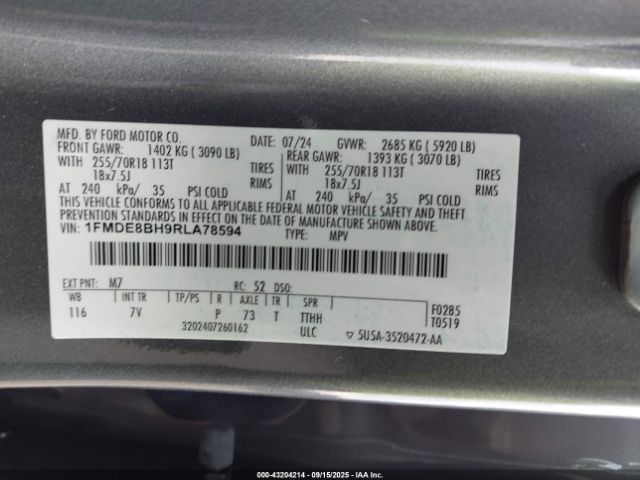 MFD. BY FORD MOTOR CO. DATE: 07/24 GVWR: 2685 KG ( 5920 LB)
FRONT GAWR: 1402 KG ( 3090 LB) REAR GAWR: 1393 KG ( 3070 LB)
WITH 255/70R18 113T TIRES WITH 255/70R18 113T TIRES
18x7.5J RIMS 18x7.5J RIMS
AT 240 kPa/ 35 PSI COLD AT 240 kPa/ 35 PSI COLD
THIS VEHICLE CONFORMS TO ALL APPLICABLE FEDERAL MOTOR VEHICLE SAFETY AND THEFT
PREVENTION STANDARDS IN EFFECT ON THE DATE OF MANUFACTURE SHOWN ABOVE.
VIN: 1FMDE8BH9RLA78594 TYPE: MPV
EXT PNT: M7 RC: 52 DSO:
WB INT TR TP/PS R AXLE TR SPR F0285
116 7V P 73 T TTHH T0519
3202407260162 ULC ▽ 5U5A-3520472-AA
000-43204214 - 09/15/2025 - IAA Inc.